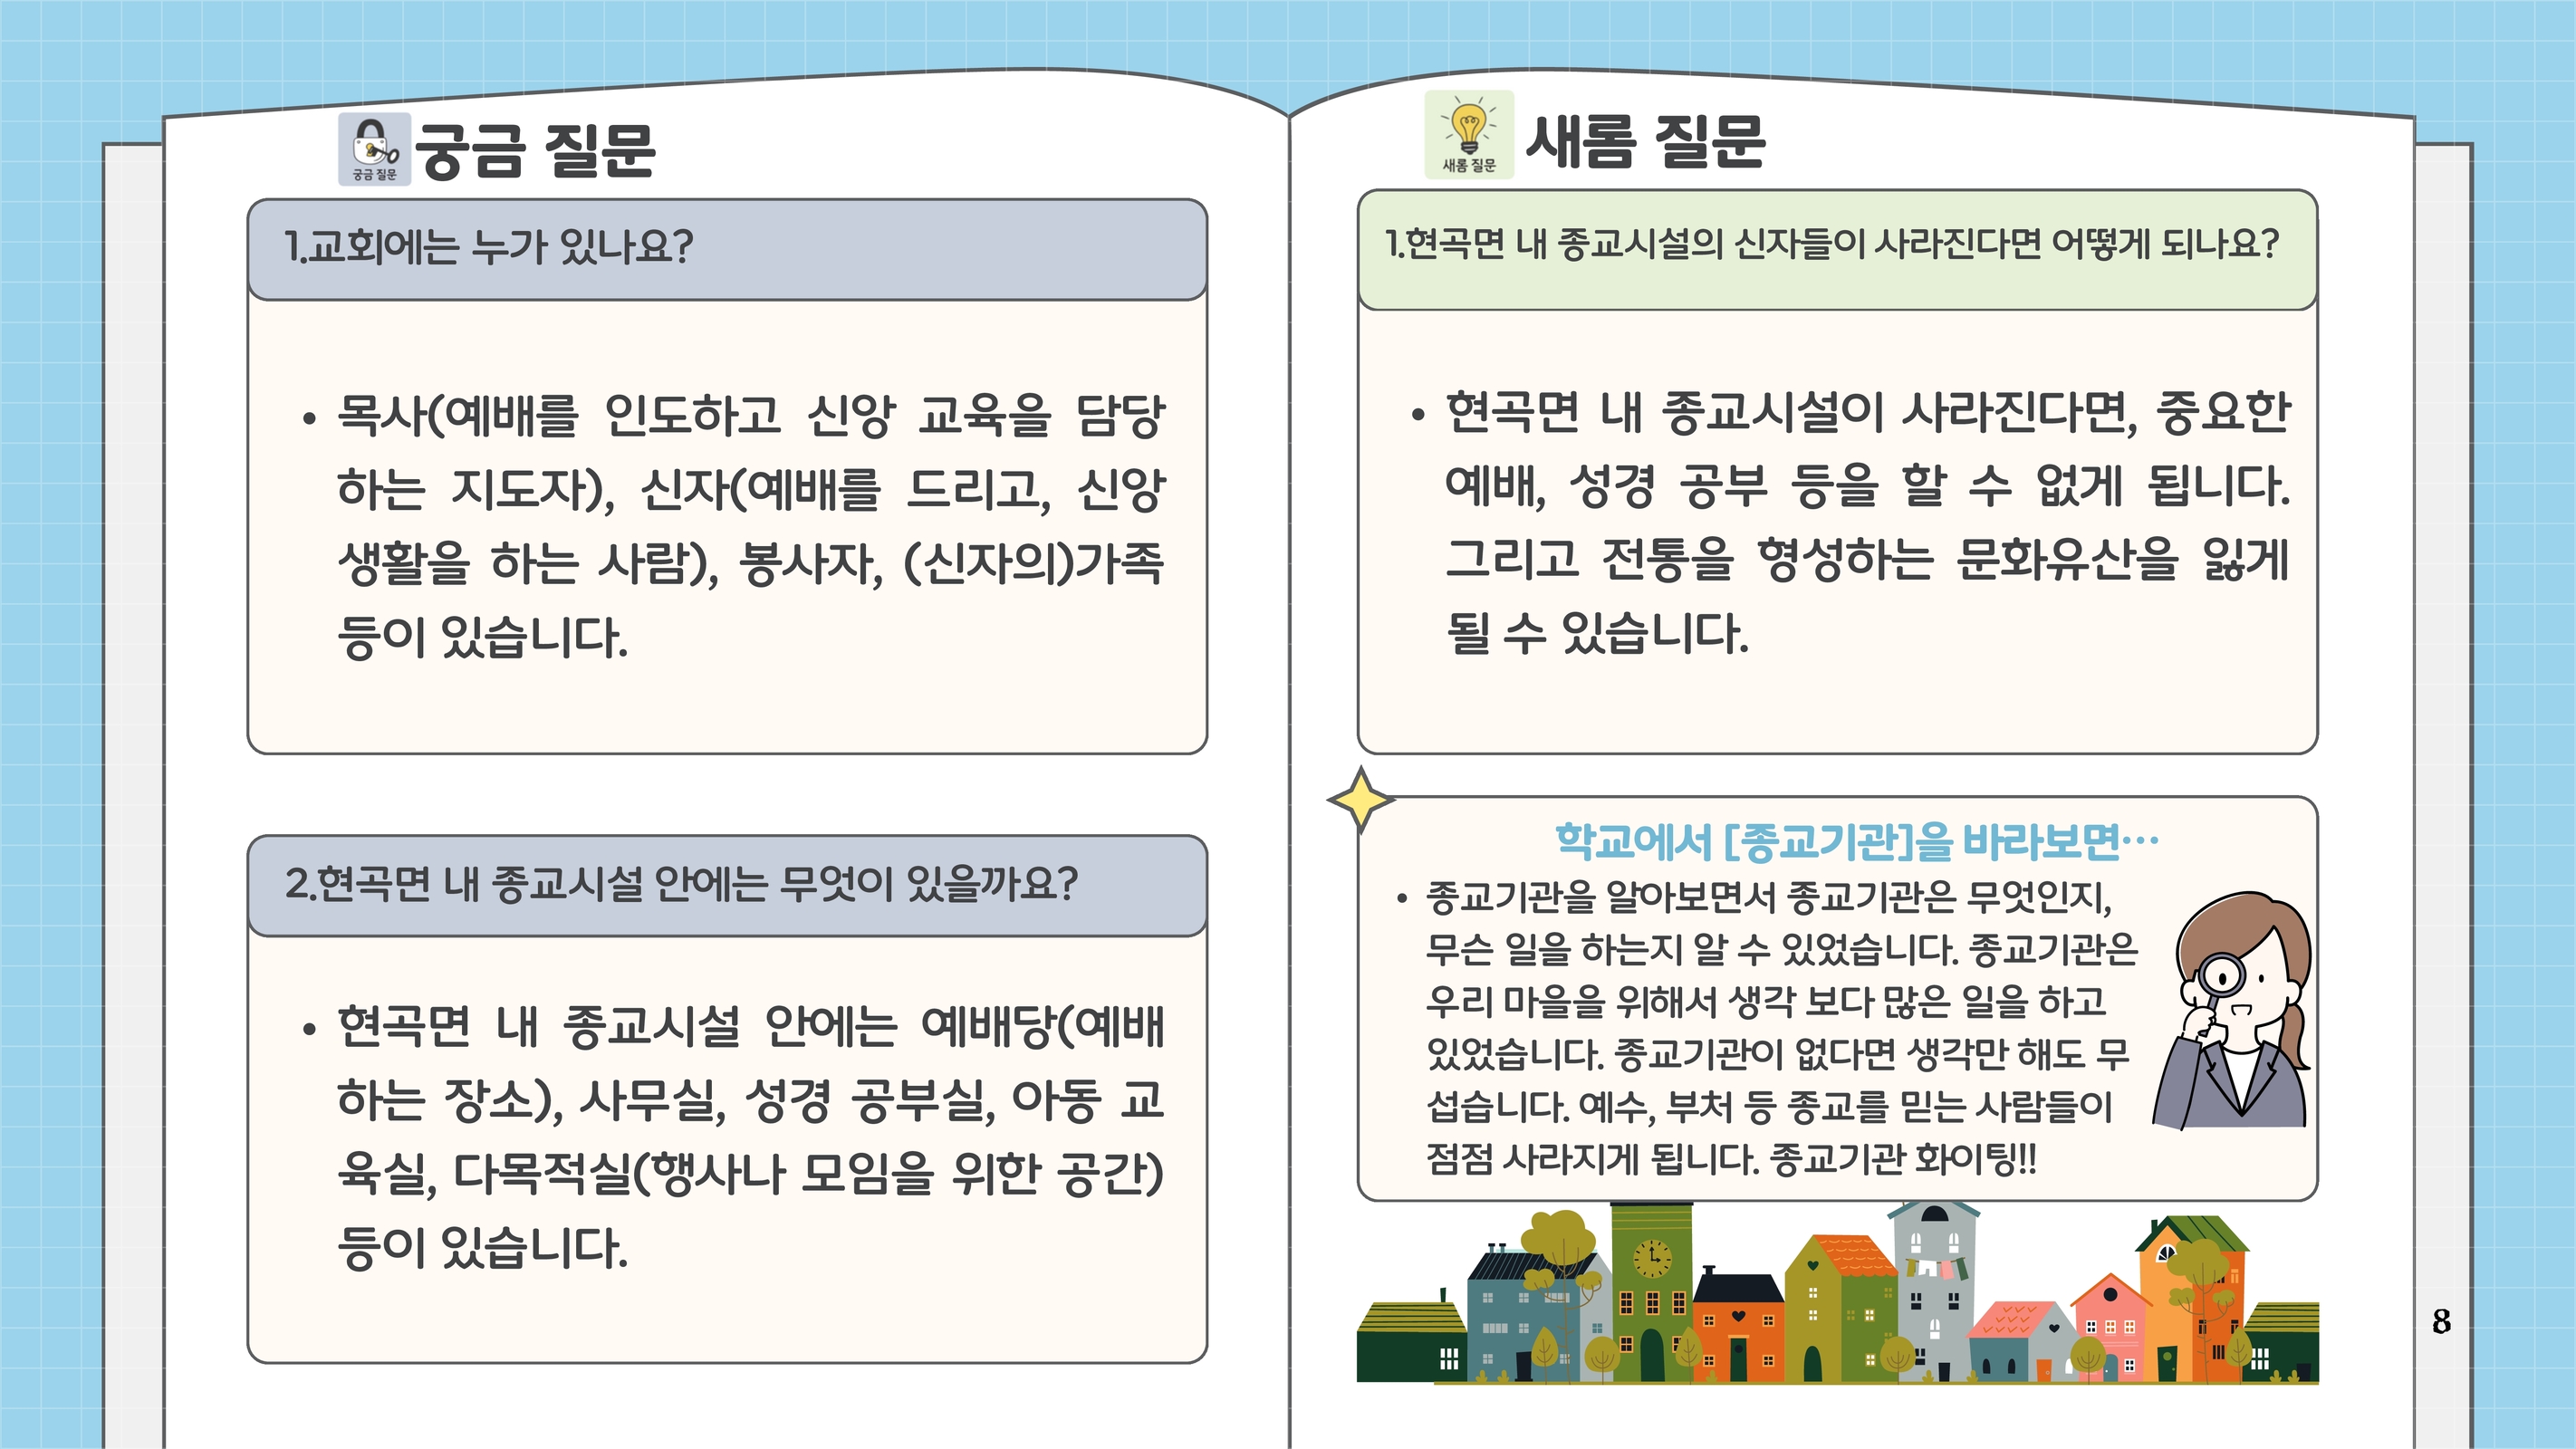 궁금 질문
궁금 질문
1.교회에는 누가 있나요?
• 목사(예배를 인도하고 신앙 교육을 담당
하는 지도자), 신자(예배를 드리고, 신앙
생활을 하는 사람), 봉사자, (신자의)가족
등이 있습니다.
2.현곡면 내 종교시설 안에는 무엇이 있을까요?
• 현곡면 내 종교시설 안에는 예배당(예배
하는 장소), 사무실, 성경 공부실, 아동 교
육실, 다목적실(행사나 모임을 위한 공간)
등이 있습니다.
새롬 질문
새롬 질문
1.현곡면 내 종교시설의 신자들이 사라진다면 어떻게 되나요?
• 현곡면 내 종교시설이 사라진다면, 중요한
예배, 성경 공부 등을 할 수 없게 됩니다.
그리고 전통을 형성하는 문화유산을 잃게
될 수 있습니다.
학교에서 [종교기관]을 바라보면…
• 종교기관을 알아보면서 종교기관은 무엇인지,
무슨 일을 하는지 알 수 있었습니다. 종교기관은
우리 마을을 위해서 생각 보다 많은 일을 하고
있었습니다. 종교기관이 없다면 생각만 해도 무
섭습니다. 예수, 부처 등 종교를 믿는 사람들이
점점 사라지게 됩니다. 종교기관 화이팅!!
8